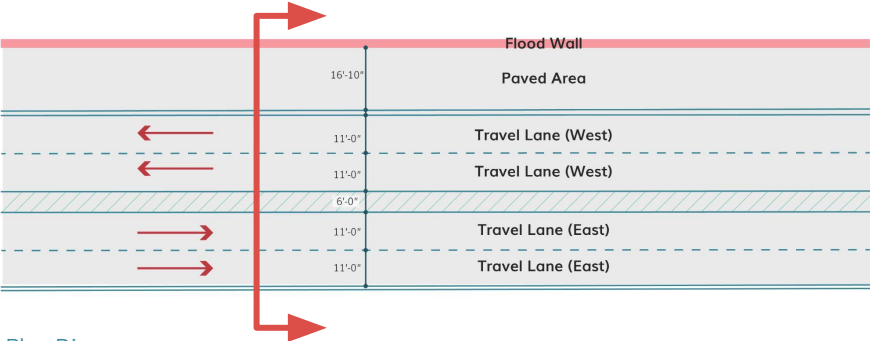 Flood Wall
16'-10" Paved Area
11'-0" Travel Lane (West)
11'-0" Travel Lane (West)
6'-0"
11'-0" Travel Lane (East)
11'-0" Travel Lane (East)